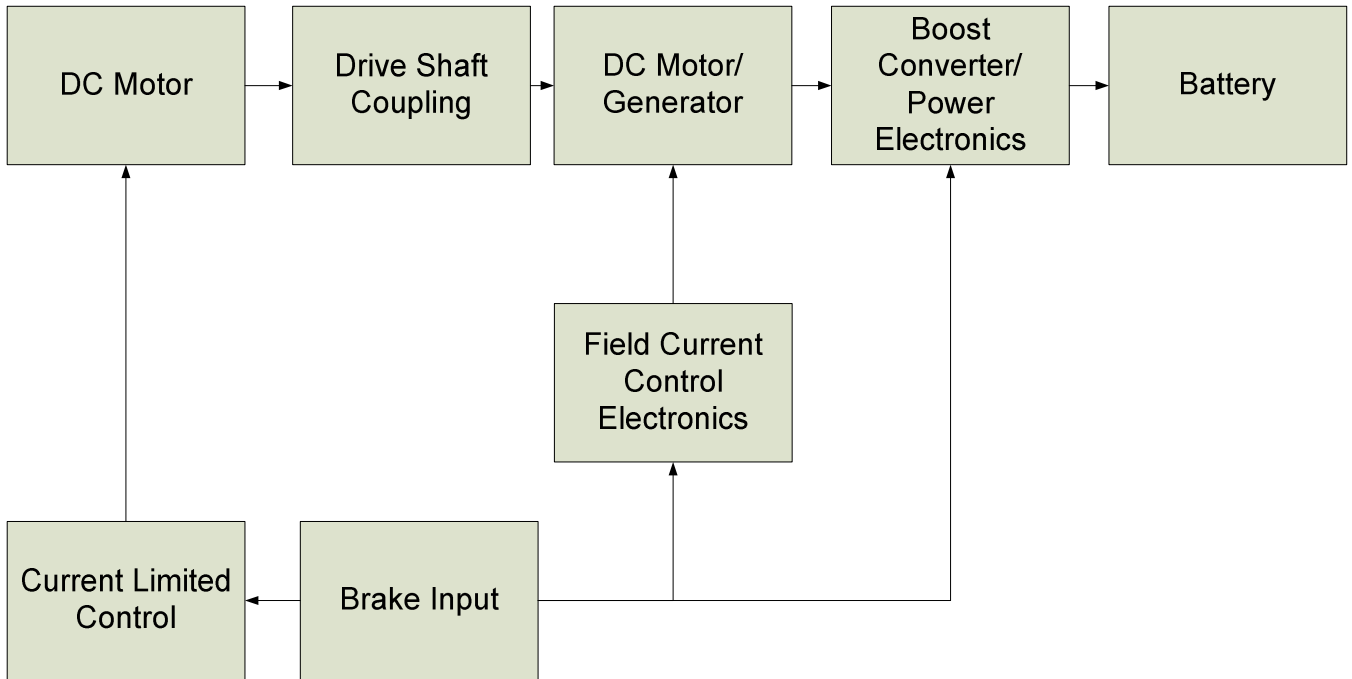 DC Motor
Drive Shaft
Coupling
DC Motor/
Generator
Boost
Converter/
Power
Electronics
Battery
Field Current
Control
Electronics
Current Limited
Control
Brake Input